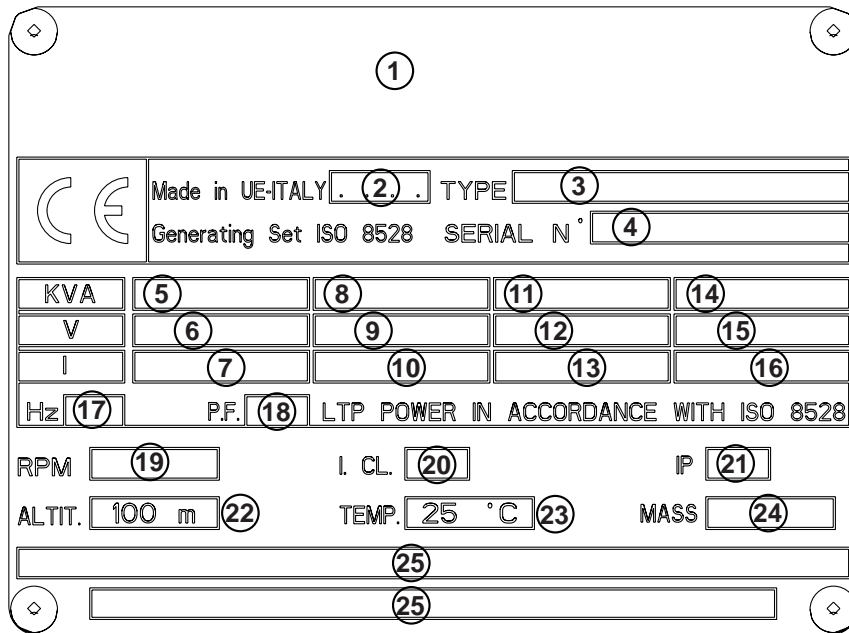 1
CE Made in UE-ITALY . 2 . . TYPE 3
Generating Set ISO 8528 SERIAL N° 4
KVA 5 8 11 14
V 6 9 12 15
I 7 10 13 16
Hz 17 P.F. 18 LTP POWER IN ACCORDANCE WITH ISO 8528
RPM 19 I. CL. 20 IP 21
ALTIT. 100 m 22 TEMP. 25 °C 23 MASS 24
25
25